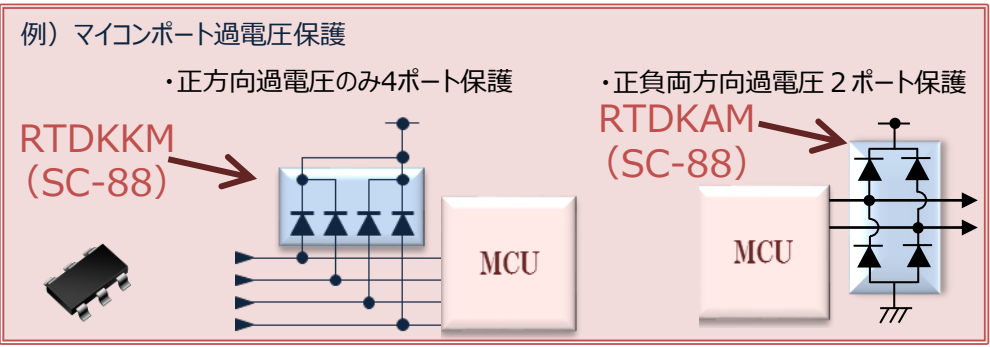 例）マイコンポート過電圧保護
・正方向過電圧のみ4ポート保護
RTDKKM
（SC-88）
MCU
・正負両方向過電圧２ポート保護
RTDKAM
（SC-88）
MCU